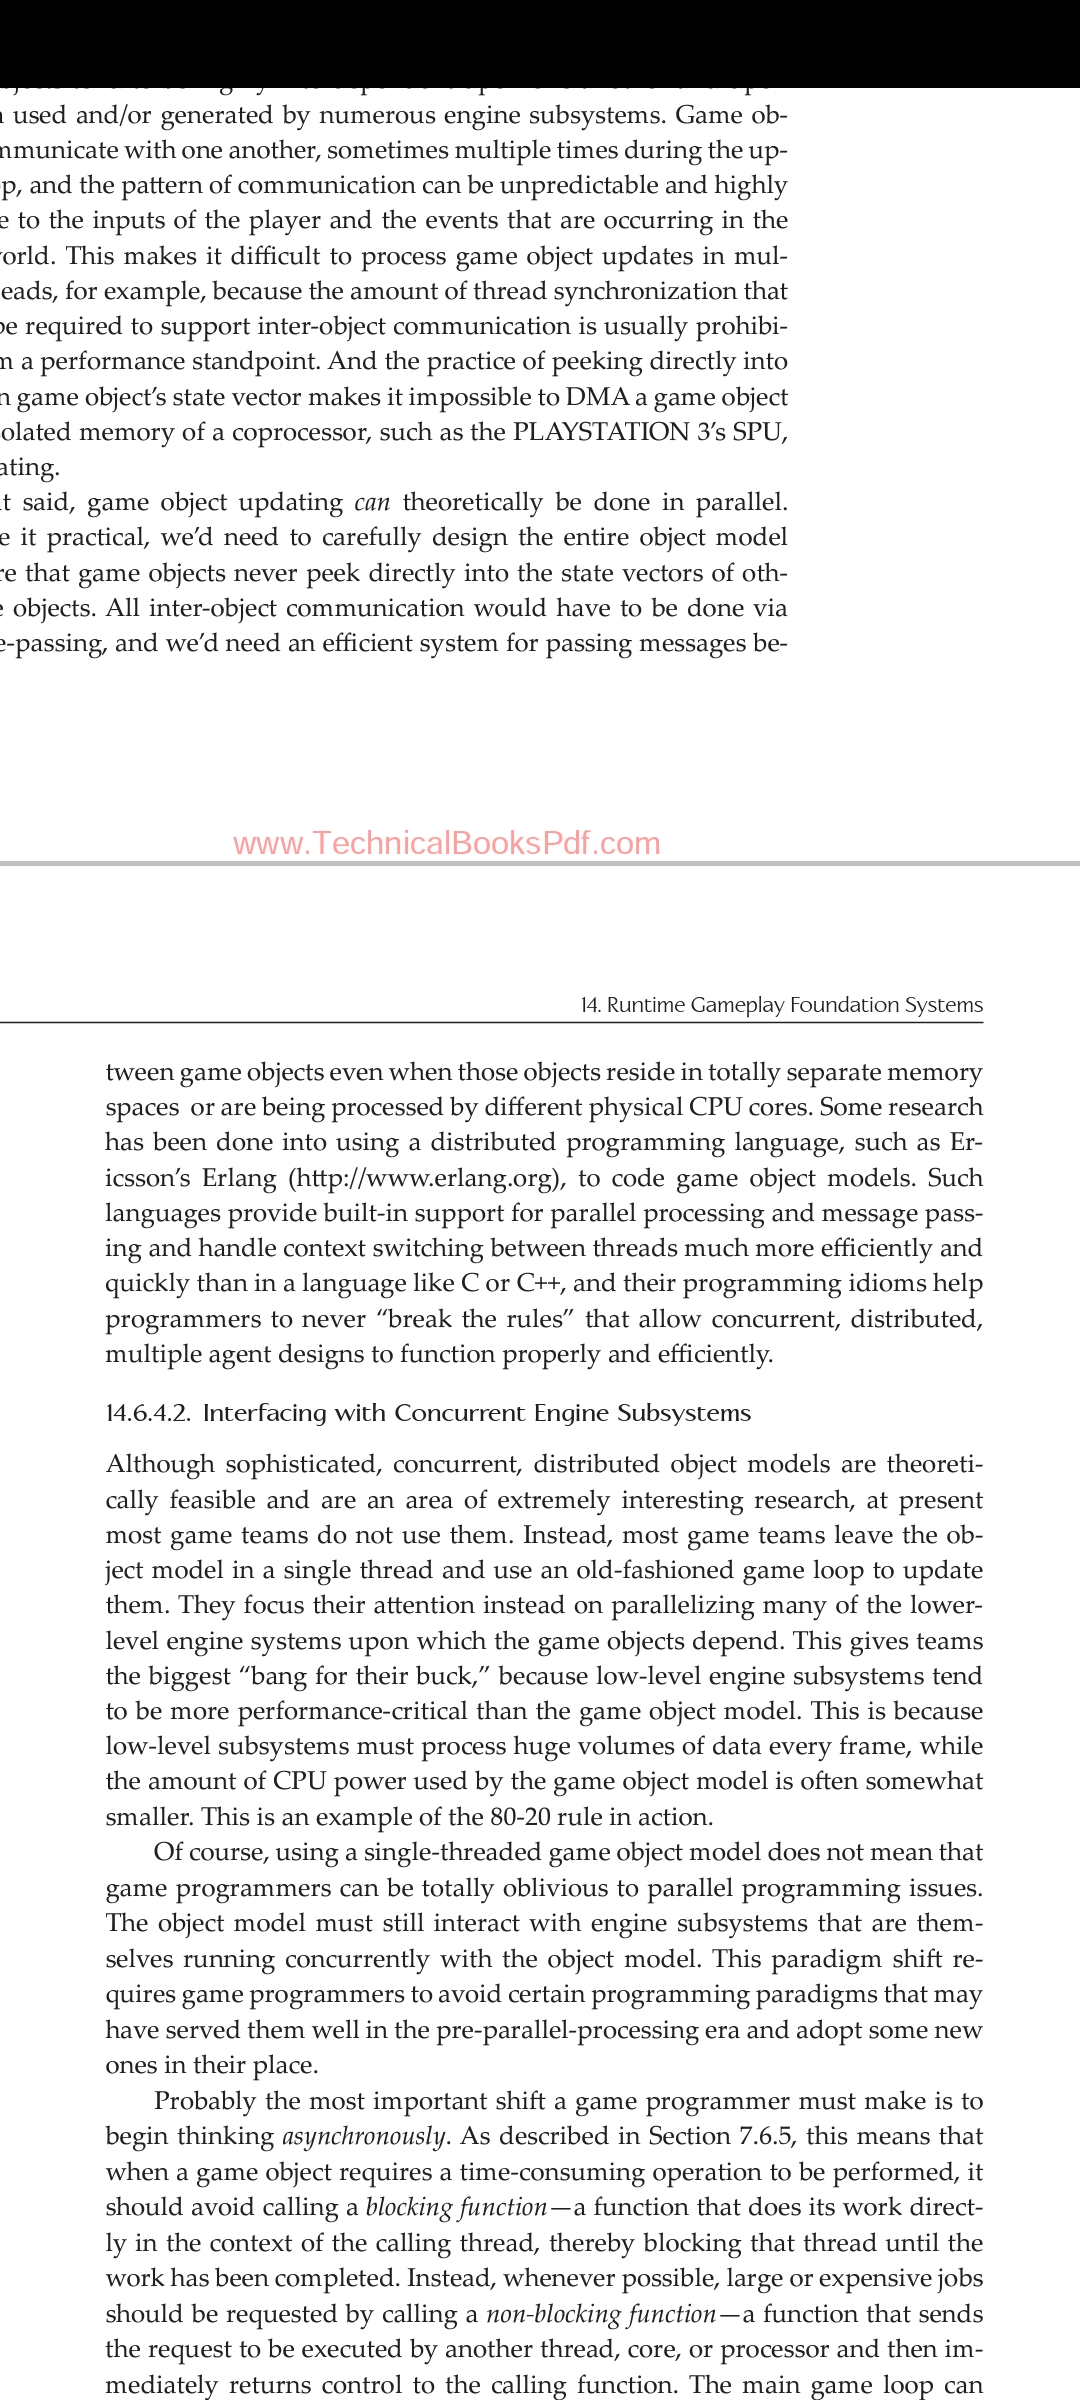 used and/or generated by numerous engine subsystems. Game ob-
mmunicate with one another, sometimes multiple times during the up-
p, and the pattern of communication can be unpredictable and highly
e to the inputs of the player and the events that are occurring in the
orld. This makes it difficult to process game object updates in mul-
eads, for example, because the amount of thread synchronization that
be required to support inter-object communication is usually prohibi-
m a performance standpoint. And the practice of peeking directly into
n game object's state vector makes it impossible to DMA a game object
olated memory of a coprocessor, such as the PLAYSTATION 3's SPU,
ating.
t said, game object updating can theoretically be done in parallel.
e it practical, we'd need to carefully design the entire object model
re that game objects never peek directly into the state vectors of oth-
e objects. All inter-object communication would have to be done via
e-passing, and we'd need an efficient system for passing messages be-
www.TechnicalBooksPdf.com
14. Runtime Gameplay Foundation Systems
tween game objects even when those objects reside in totally separate memory
spaces or are being processed by different physical CPU cores. Some research
has been done into using a distributed programming language, such as Er-
icsson's Erlang (http://www.erlang.org), to code game object models. Such
languages provide built-in support for parallel processing and message pass-
ing and handle context switching between threads much more efficiently and
quickly than in a language like C or C++, and their programming idioms help
programmers to never “break the rules” that allow concurrent, distributed,
multiple agent designs to function properly and efficiently.
14.6.4.2. Interfacing with Concurrent Engine Subsystems
Although sophisticated, concurrent, distributed object models are theoreti-
cally feasible and are an area of extremely interesting research, at present
most game teams do not use them. Instead, most game teams leave the ob-
ject model in a single thread and use an old-fashioned game loop to update
them. They focus their attention instead on parallelizing many of the lower-
level engine systems upon which the game objects depend. This gives teams
the biggest “bang for their buck,” because low-level engine subsystems tend
to be more performance-critical than the game object model. This is because
low-level subsystems must process huge volumes of data every frame, while
the amount of CPU power used by the game object model is often somewhat
smaller. This is an example of the 80-20 rule in action.
Of course, using a single-threaded game object model does not mean that
game programmers can be totally oblivious to parallel programming issues.
The object model must still interact with engine subsystems that are them-
selves running concurrently with the object model. This paradigm shift re-
quires game programmers to avoid certain programming paradigms that may
have served them well in the pre-parallel-processing era and adopt some new
ones in their place.
Probably the most important shift a game programmer must make is to
begin thinking asynchronously. As described in Section 7.6.5, this means that
when a game object requires a time-consuming operation to be performed, it
should avoid calling a blocking function—a function that does its work direct-
ly in the context of the calling thread, thereby blocking that thread until the
work has been completed. Instead, whenever possible, large or expensive jobs
should be requested by calling a non-blocking function—a function that sends
the request to be executed by another thread, core, or processor and then im-
mediately returns control to the calling function. The main game loop can